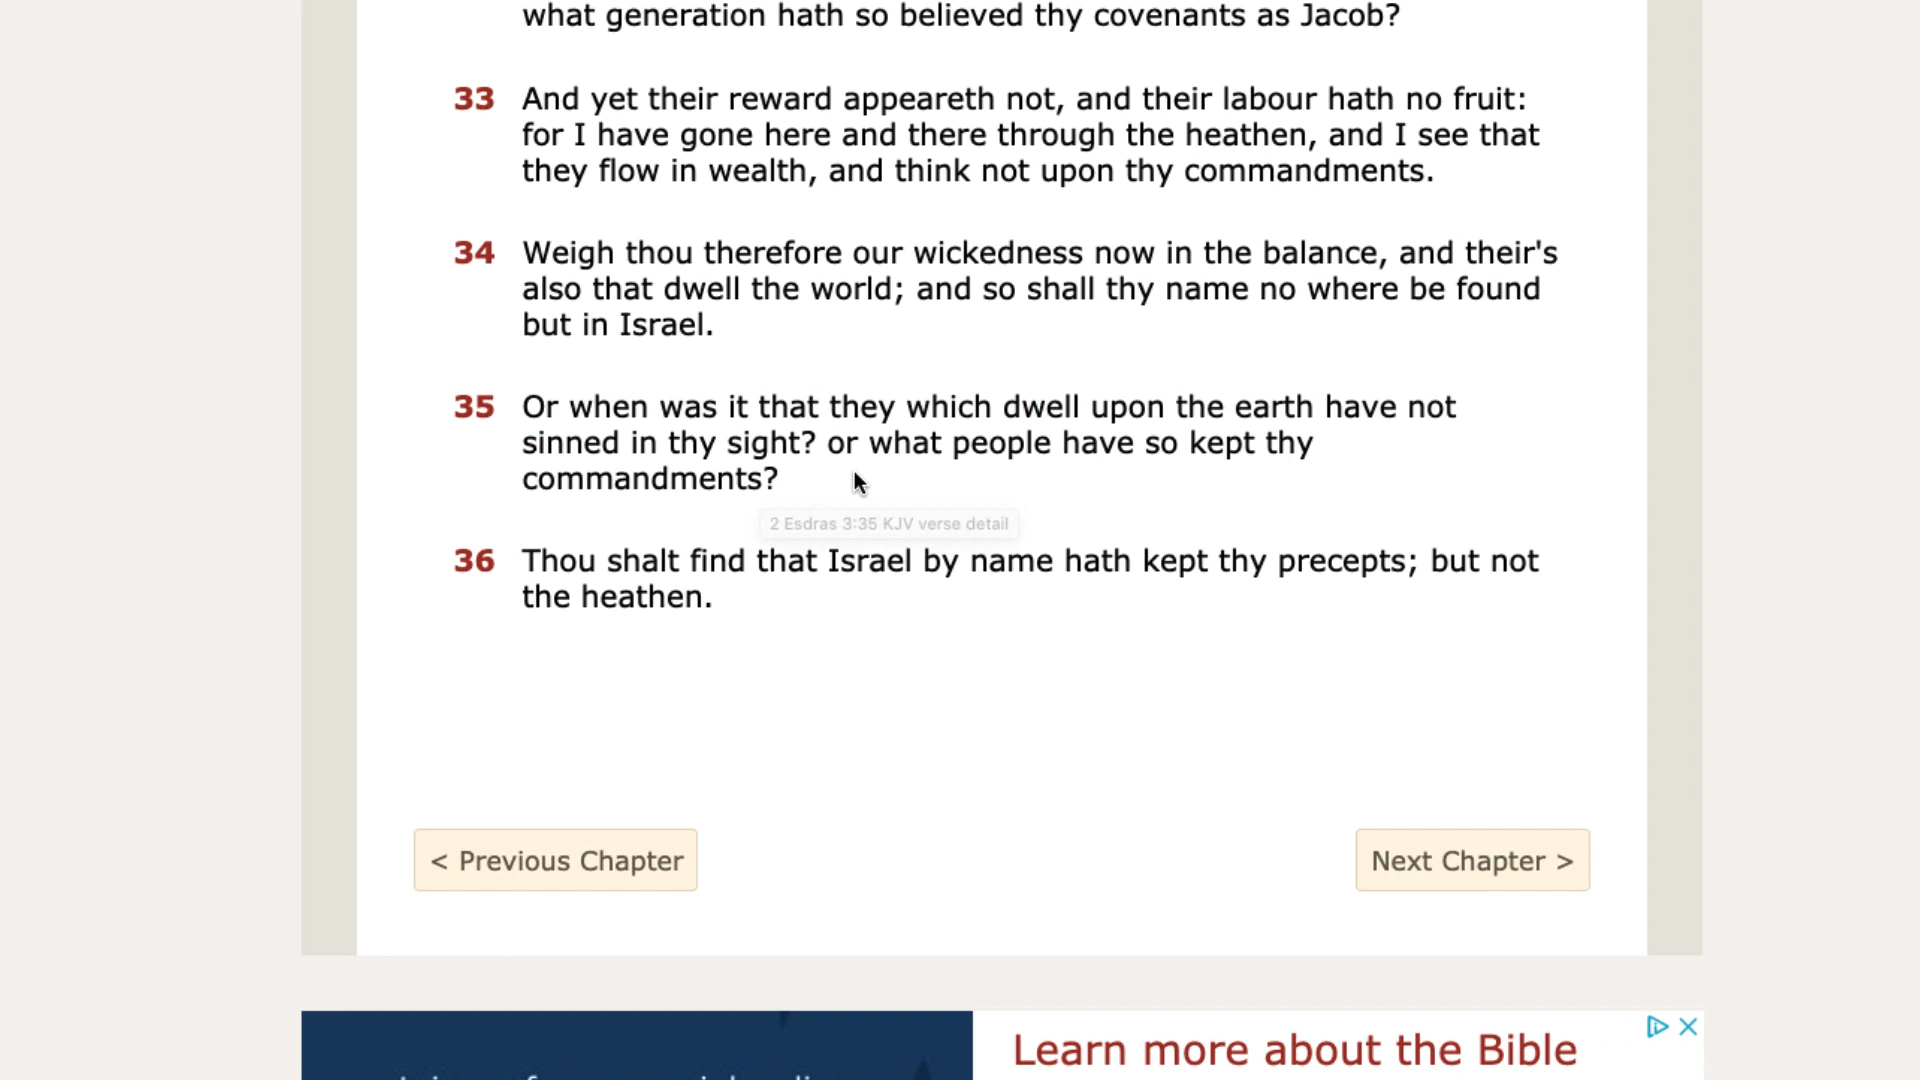 what generation hath so believed thy covenants as Jacob?
33 And yet their reward appeareth not, and their labour hath no fruit:
for I have gone here and there through the heathen, and I see that
they flow in wealth, and think not upon thy commandments.
34 Weigh thou therefore our wickedness now in the balance, and their's
also that dwell the world; and so shall thy name no where be found
but in Israel.
35 Or when was it that they which dwell upon the earth have not
sinned in thy sight? or what people have so kept thy
commandments?
2 Esdras 3:35 KJV verse detail
36 Thou shalt find that Israel by name hath kept thy precepts; but not
the heathen.
< Previous Chapter
Next Chapter >
Learn more about the Bible